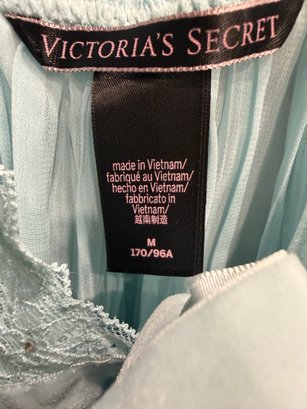 VICTORIA'S SECRET
made in Vietnam/
fabriqué au Vietnam/
hecho en Vietnam/
fabbricato in
Vietnam/
越南制造
M
170/96A